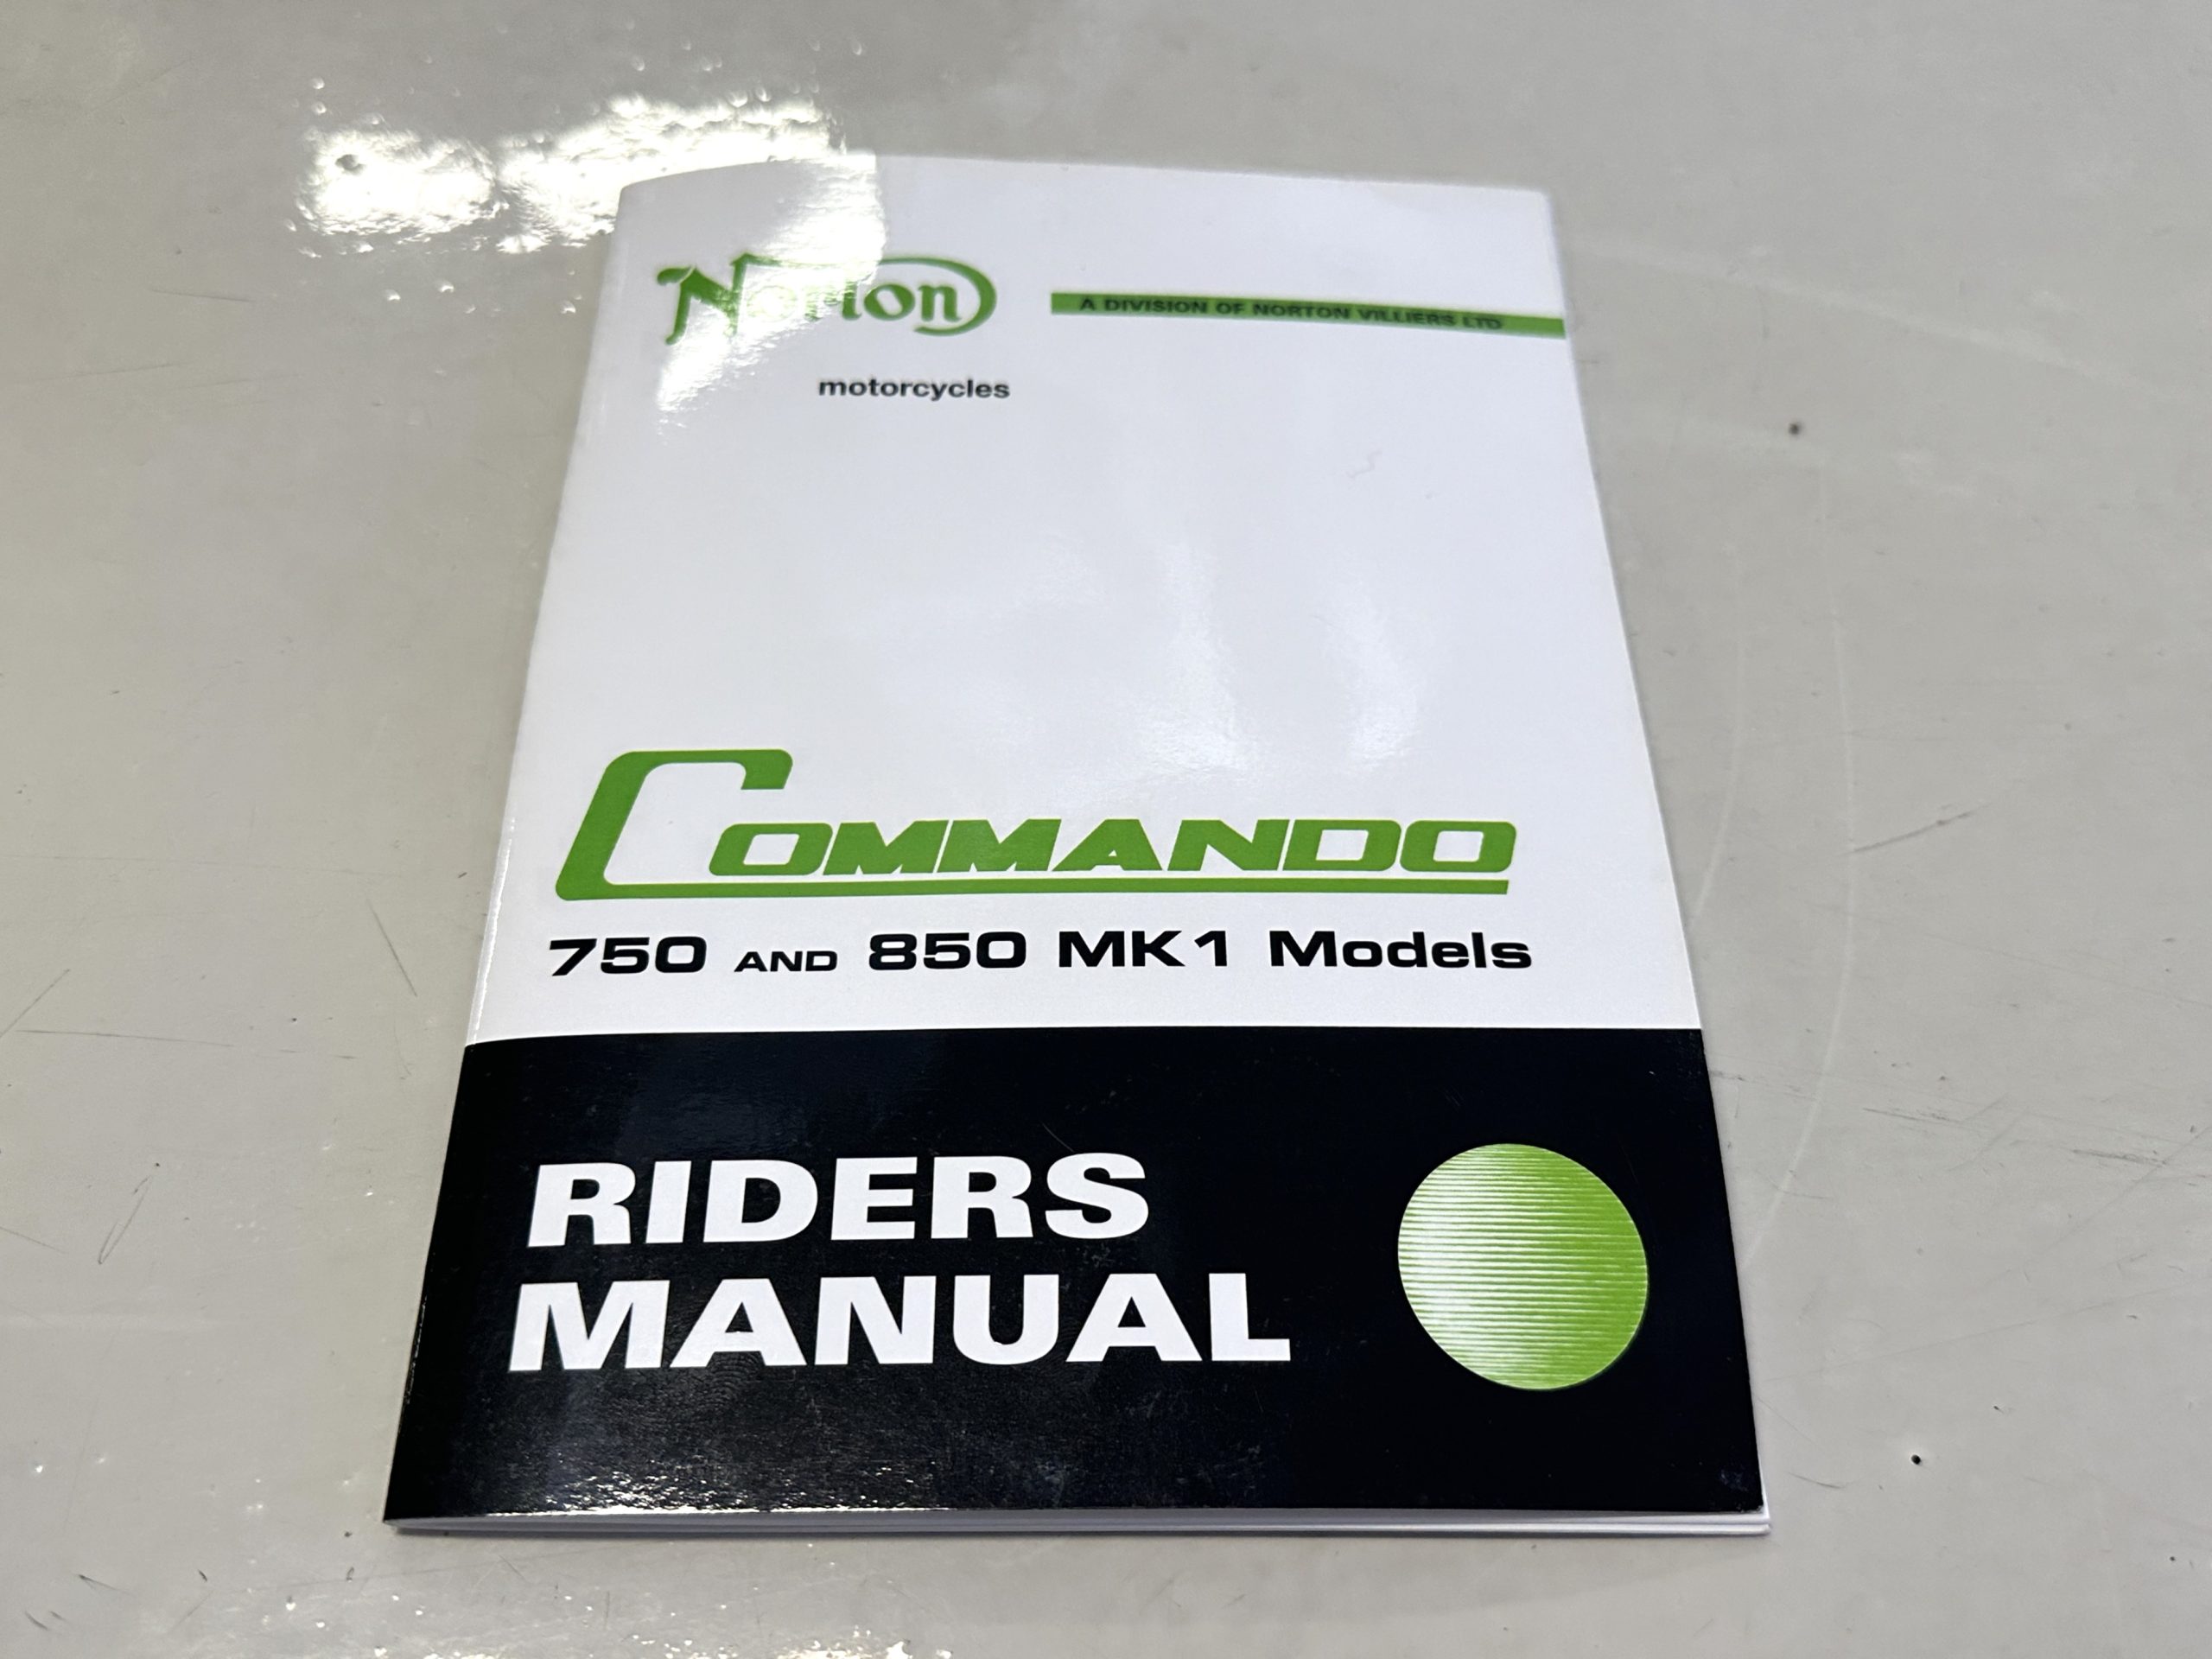 Norton
A DIVISION OF NORTON VILLIERS LTD
motorcycles
COMMANDO
750 AND 850 MK1 Models
RIDERS
MANUAL